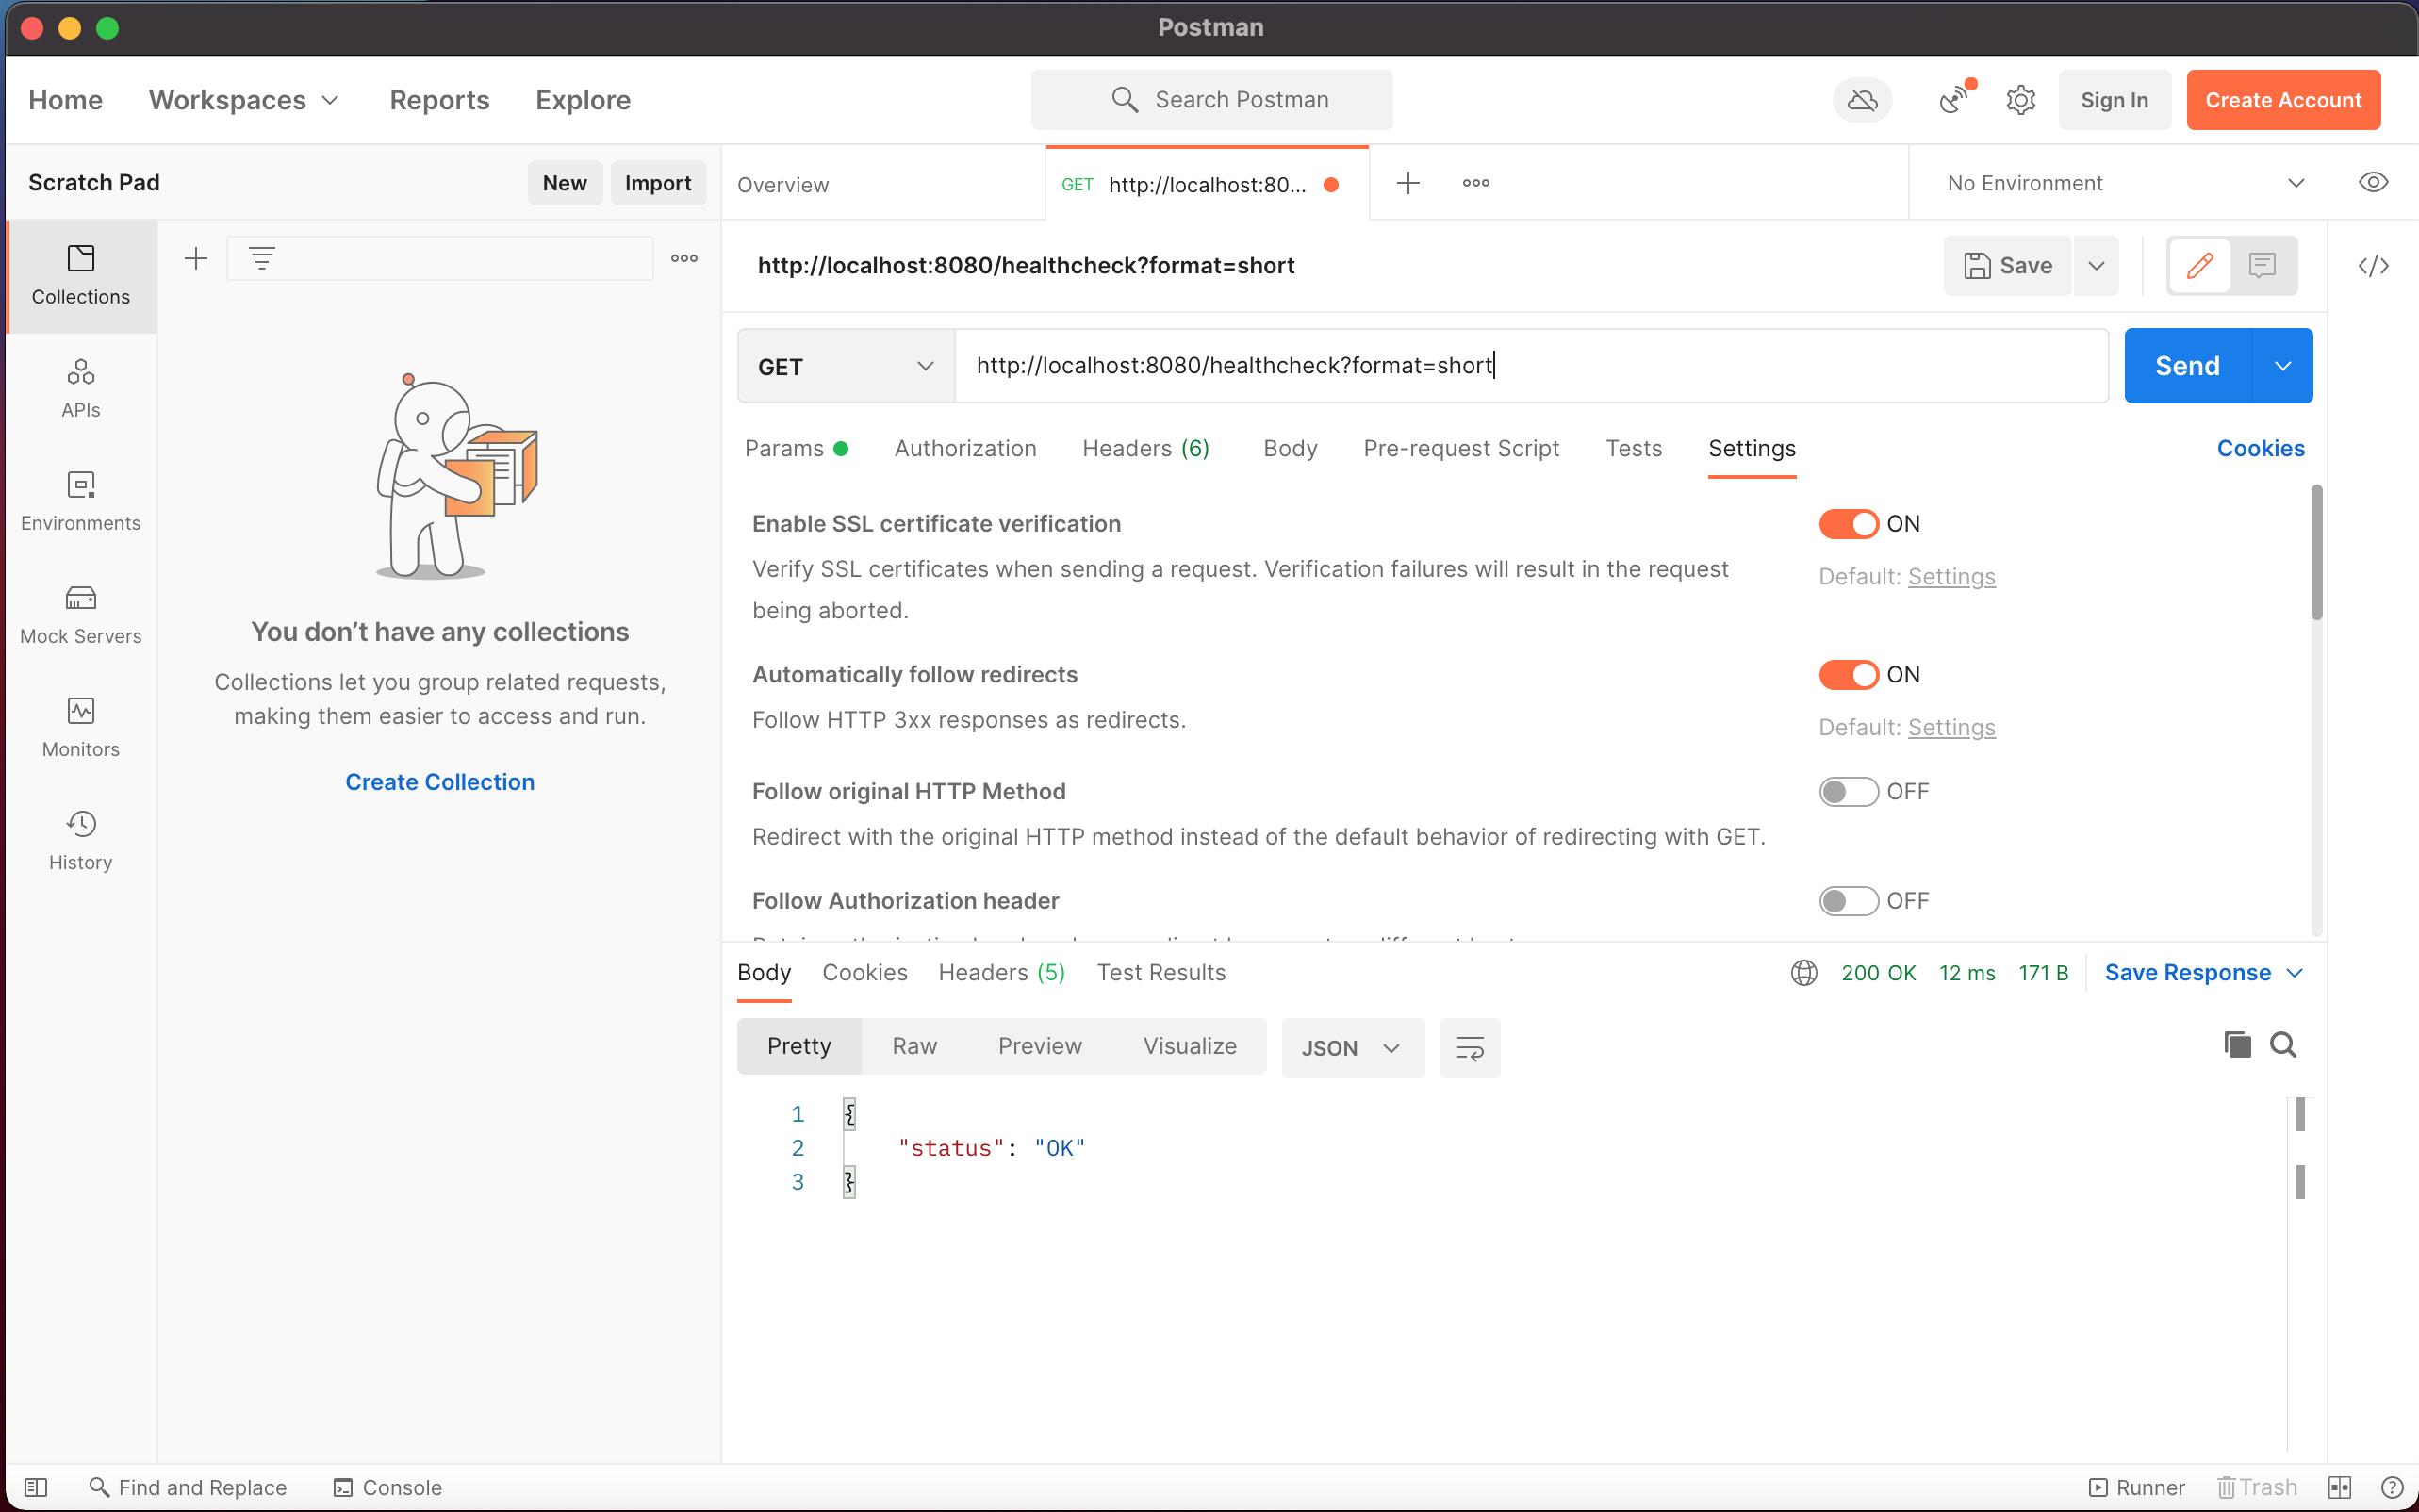 Postman
Home Workspaces Reports Explore
Search Postman
Sign In Create Account
Scratch Pad New Import
Overview
GET http://localhost:80...
No Environment
Collections
APIs
Environments
Mock Servers
Monitors
History
You don’t have any collections
Collections let you group related requests,
making them easier to access and run.
Create Collection
http://localhost:8080/healthcheck?format=short
Save
GET http://localhost:8080/healthcheck?format=short
Send
Params Authorization Headers (6) Body Pre-request Script Tests Settings Cookies
Enable SSL certificate verification
ON
Verify SSL certificates when sending a request. Verification failures will result in the request
being aborted.
Default: Settings
Automatically follow redirects
ON
Follow HTTP 3xx responses as redirects.
Default: Settings
Follow original HTTP Method
OFF
Redirect with the original HTTP method instead of the default behavior of redirecting with GET.
Follow Authorization header
OFF
Body Cookies Headers (5) Test Results
200 OK 12 ms 171 B Save Response
Pretty Raw Preview Visualize JSON
1 {
2 "status": "OK"
3 }
Find and Replace Console
Runner Trash